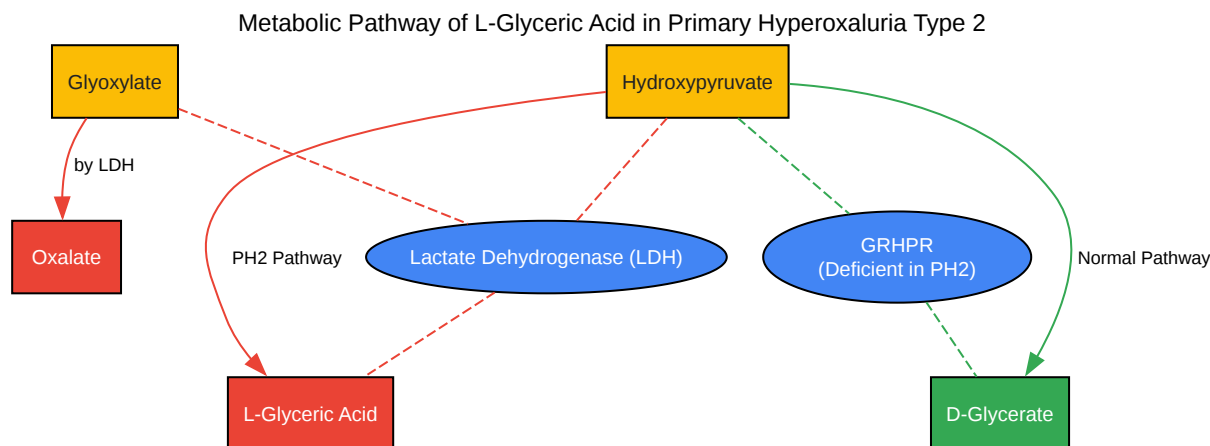 Metabolic Pathway of L-Glyceric Acid in Primary Hyperoxaluria Type 2
Glyoxylate
Hydroxypyruvate
by LDH
Oxalate
PH2 Pathway
Lactate Dehydrogenase (LDH)
GRHPR
(Deficient in PH2)
Normal Pathway
L-Glyceric Acid
D-Glycerate